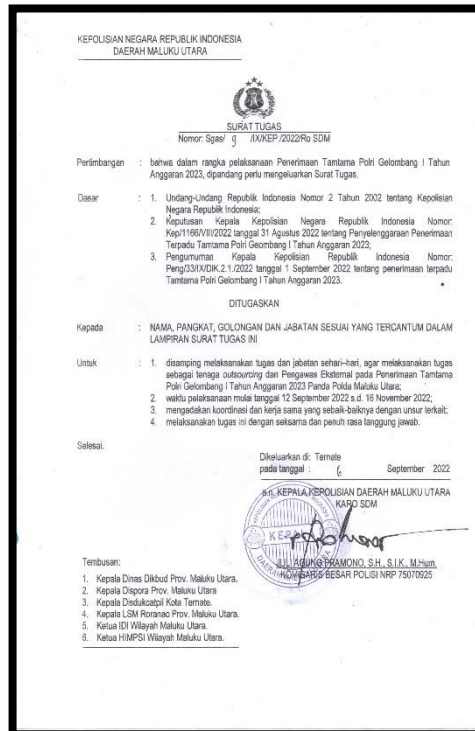 KEPOLISIAN NEGARA REPUBLIK INDONESIA
DAERAH MALUKU UTARA
SURAT TUGAS
Nomor: Sgas/ 9 /IX/KEP./2022/Ro SDM
Pertimbangan : bahwa dalam rangka pelaksanaan Penerimaan Tamtama Polri Gelombang I Tahun
Anggaran 2023, dipandang perlu mengeluarkan Surat Tugas.
Dasar : 1. Undang-Undang Republik Indonesia Nomor 2 Tahun 2002 tentang Kepolisian
Negara Republik Indonesia;
2. Keputusan Kepala Kepolisian Negara Republik Indonesia Nomor:
Kep/1166/VIII/2022 tanggal 31 Agustus 2022 tentang Penyelenggaraan Penerimaan
Terpadu Tamtama Polri Geombang I Tahun Anggaran 2023;
3. Pengumuman Kepala Kepolisian Republik Indonesia Nomor:
Peng/33/IX/DIK.2.1./2022 tanggal 1 September 2022 tentang penerimaan terpadu
Tamtama Polri Gelombang I Tahun Anggaran 2023.
DITUGASKAN
Kepada : NAMA, PANGKAT, GOLONGAN DAN JABATAN SESUAI YANG TERCANTUM DALAM
LAMPIRAN SURAT TUGAS INI
Untuk : 1. disamping melaksanakan tugas dan jabatan sehari–hari, agar melaksanakan tugas
sebagai tenaga outsourcing dan Pengawas Eksternal pada Penerimaan Tamtama
Polri Gelombang I Tahun Anggaran 2023 Panda Polda Maluku Utara;
2. waktu pelaksanaan mulai tanggal 12 September 2022 s.d. 16 November 2022;
3. mengadakan koordinasi dan kerja sama yang sebaik-baiknya dengan unsur terkait;
4. melaksanakan tugas ini dengan seksama dan penuh rasa tanggung jawab.
Selesai.
Dikeluarkan di: Ternate
pada tanggal : 6 September 2022
a.n. KEPALA KEPOLISIAN DAERAH MALUKU UTARA
KARO SDM
KEPALA
AGUNG PRAMONO, S.H., S.I.K., M.Hum.
KOMISARIS BESAR POLISI NRP 75070925
Tembusan:
1. Kepala Dinas Dikbud Prov. Maluku Utara.
2. Kepala Dispora Prov. Maluku Utara
3. Kepala Disdukcatpil Kota Ternate.
4. Kepala LSM Roranao Prov. Maluku Utara.
5. Ketua IDI Wilayah Maluku Utara.
6. Ketua HIMPSI Wilayah Maluku Utara.